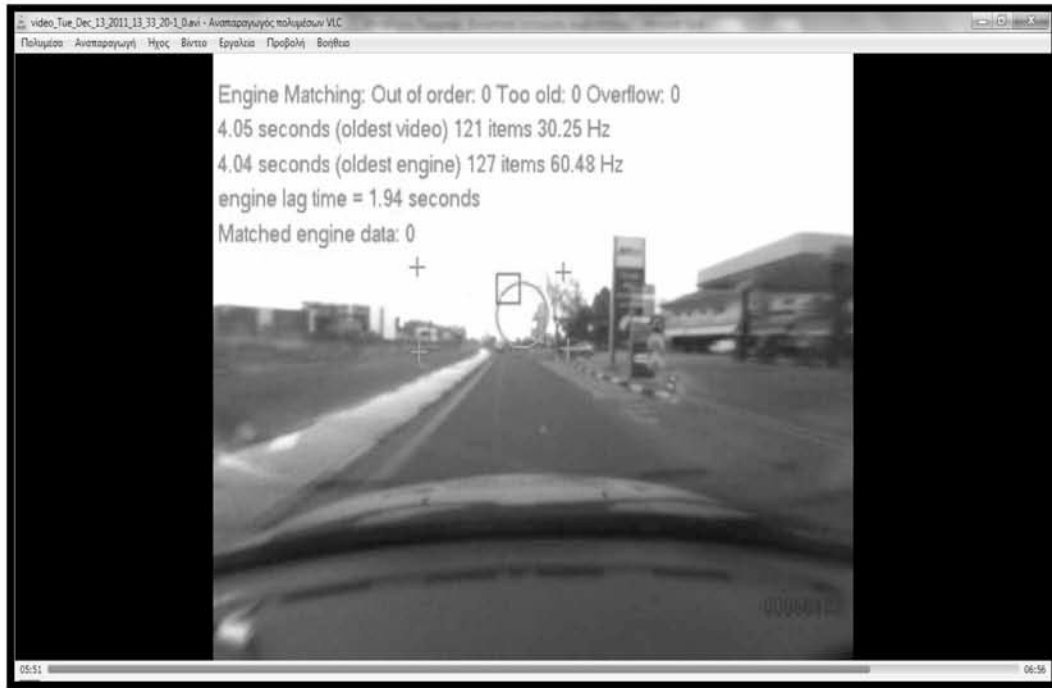 video_Tue_Dec_13_2011_13_33_20-1_0.avi - Αναπαραγωγός πολυμέσων VLC
Πολυμέσα Αναπαραγωγή Ήχος Βίντεο Εργαλεία Προβολή Βοήθεια
Engine Matching: Out of order: 0 Too old: 0 Overflow: 0
4.05 seconds (oldest video) 121 items 30.25 Hz
4.04 seconds (oldest engine) 127 items 60.48 Hz
engine lag time = 1.94 seconds
Matched engine data: 0
05:51 06:56